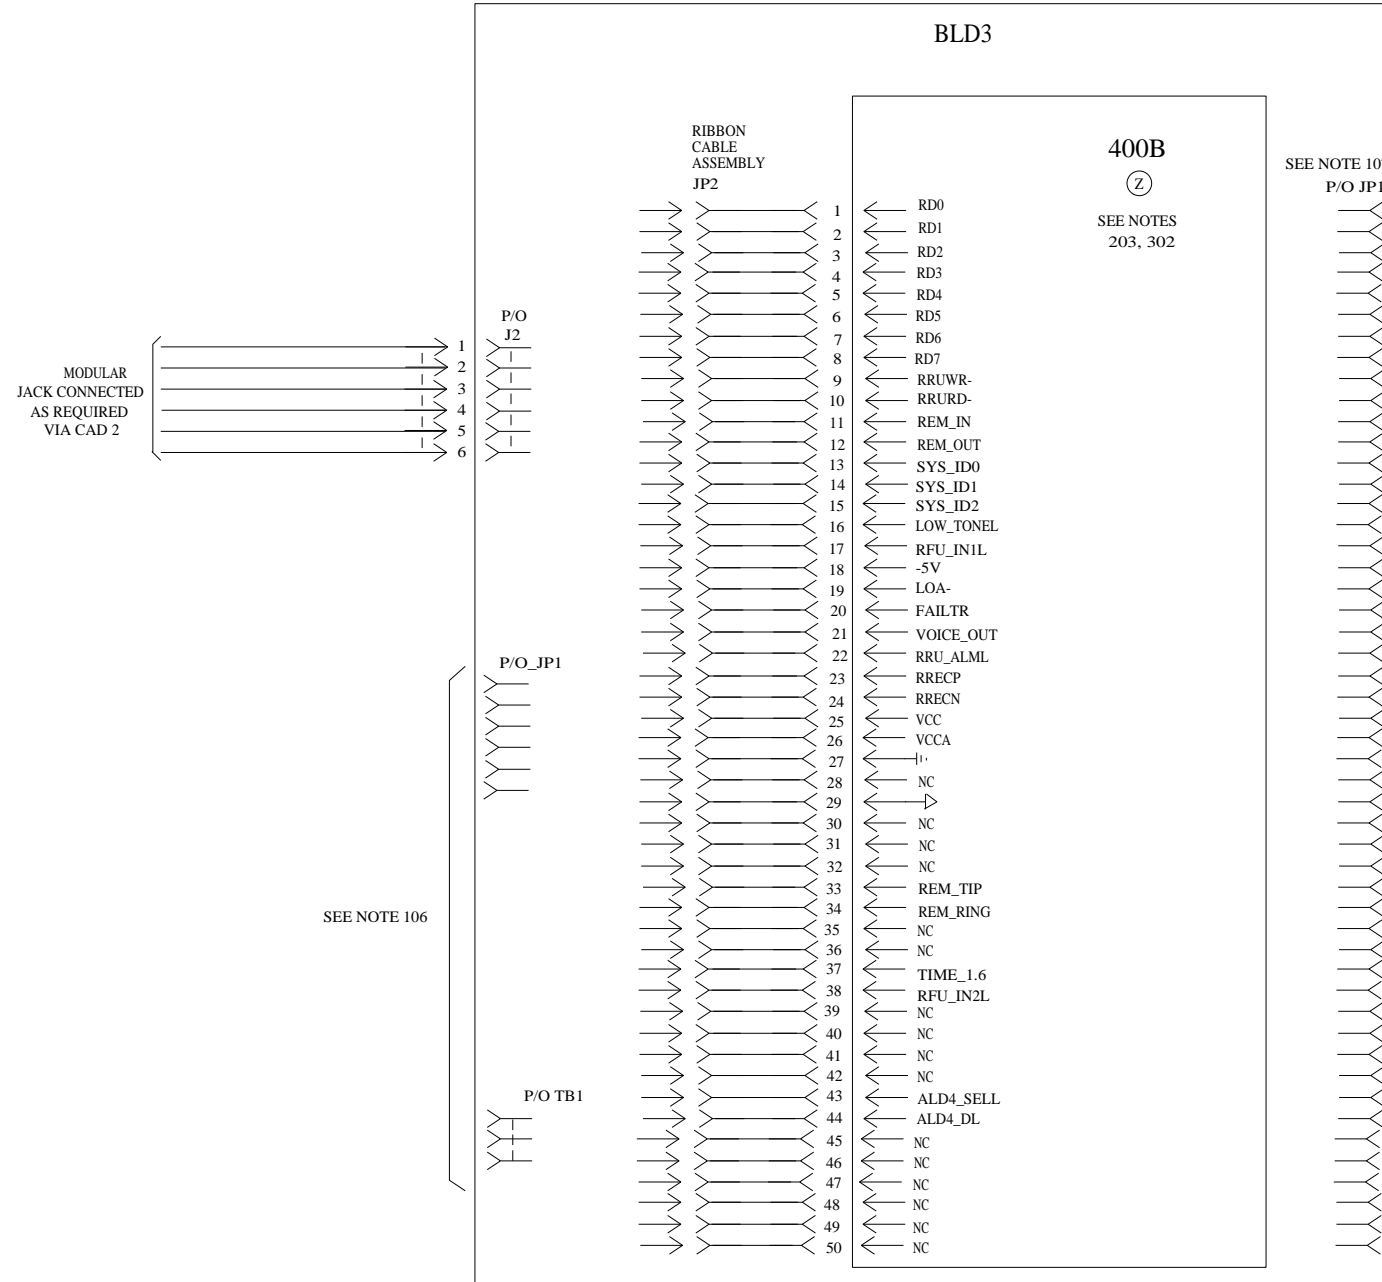 BLD3
RIBBON
CABLE
ASSEMBLY
JP2
400B
Z
SEE NOTES
203, 302
SEE NOTE 10
P/O JP1
P/O
J2
MODULAR
JACK CONNECTED
AS REQUIRED
VIA CAD 2
1
2
3
4
5
6
P/O_JP1
SEE NOTE 106
P/O TB1
1 RD0
2 RD1
3 RD2
4 RD3
5 RD4
6 RD5
7 RD6
8 RD7
9 RRUWR-
10 RRURD-
11 REM_IN
12 REM_OUT
13 SYS_ID0
14 SYS_ID1
15 SYS_ID2
16 LOW_TONEL
17 RFU_IN1L
18 -5V
19 LOA-
20 FAILTR
21 VOICE_OUT
22 RRU_ALML
23 RRECP
24 RRECN
25 VCC
26 VCCA
27
28 NC
29
30 NC
31 NC
32 NC
33 REM_TIP
34 REM_RING
35 NC
36 NC
37 TIME_1.6
38 RFU_IN2L
39 NC
40 NC
41 NC
42 NC
43 ALD4_SELL
44 ALD4_DL
45 NC
46 NC
47 NC
48 NC
49 NC
50 NC